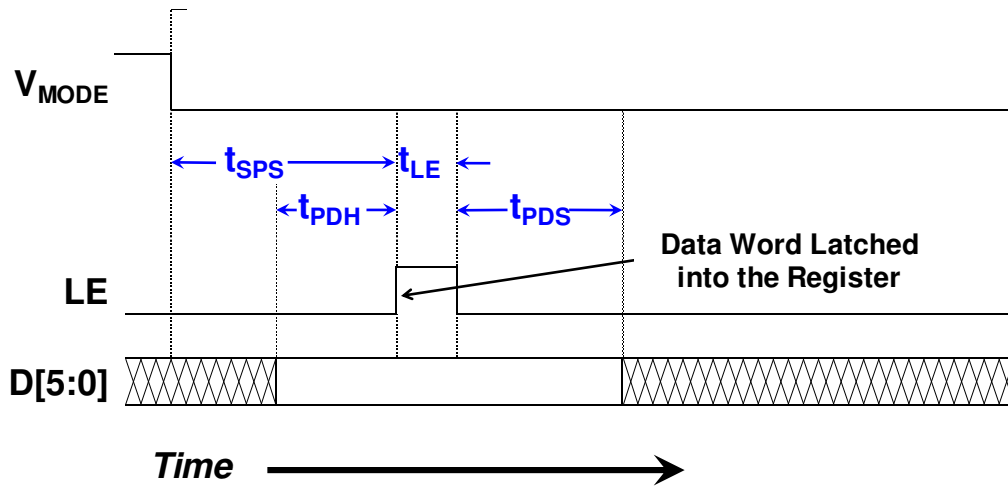 VMODE
tSPS
tLE
tPDH
tPDS
Data Word Latched
into the Register
LE
D[5:0]
Time